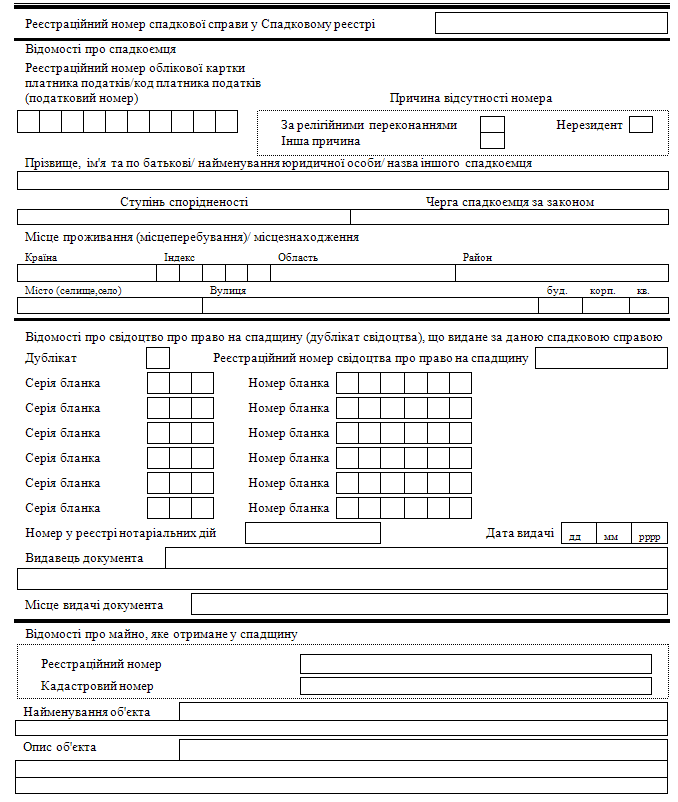 Реєстраційний номер спадкової справи у Спадковому реєстрі
Відомості про спадкоємця
Реєстраційний номер облікової картки
платника податків/код платника податків
(податковий номер)
Причина відсутності номера
За релігійними переконаннями
Нерезидент
Інша причина
Прізвище, ім'я та по батькові/ найменування юридичної особи/ назва іншого спадкоємця
Ступінь спорідненості
Черга спадкоємця за законом
Місце проживання (місцеперебування)/ місцезнаходження
Країна Індекс Область Район
Місто (селище,село) Вулиця буд. корп. кв.
Відомості про свідоцтво про право на спадщину (дублікат свідоцтва), що видане за даною спадковою справою
Дублікат Реєстраційний номер свідоцтва про право на спадщину
Серія бланка Номер бланка
Серія бланка Номер бланка
Серія бланка Номер бланка
Серія бланка Номер бланка
Серія бланка Номер бланка
Серія бланка Номер бланка
Номер у реєстрі нотаріальних дій Дата видачі дд мм рррр
Видавець документа
Місце видачі документа
Відомості про майно, яке отримане у спадщину
Реєстраційний номер
Кадастровий номер
Найменування об'єкта
Опис об'єкта